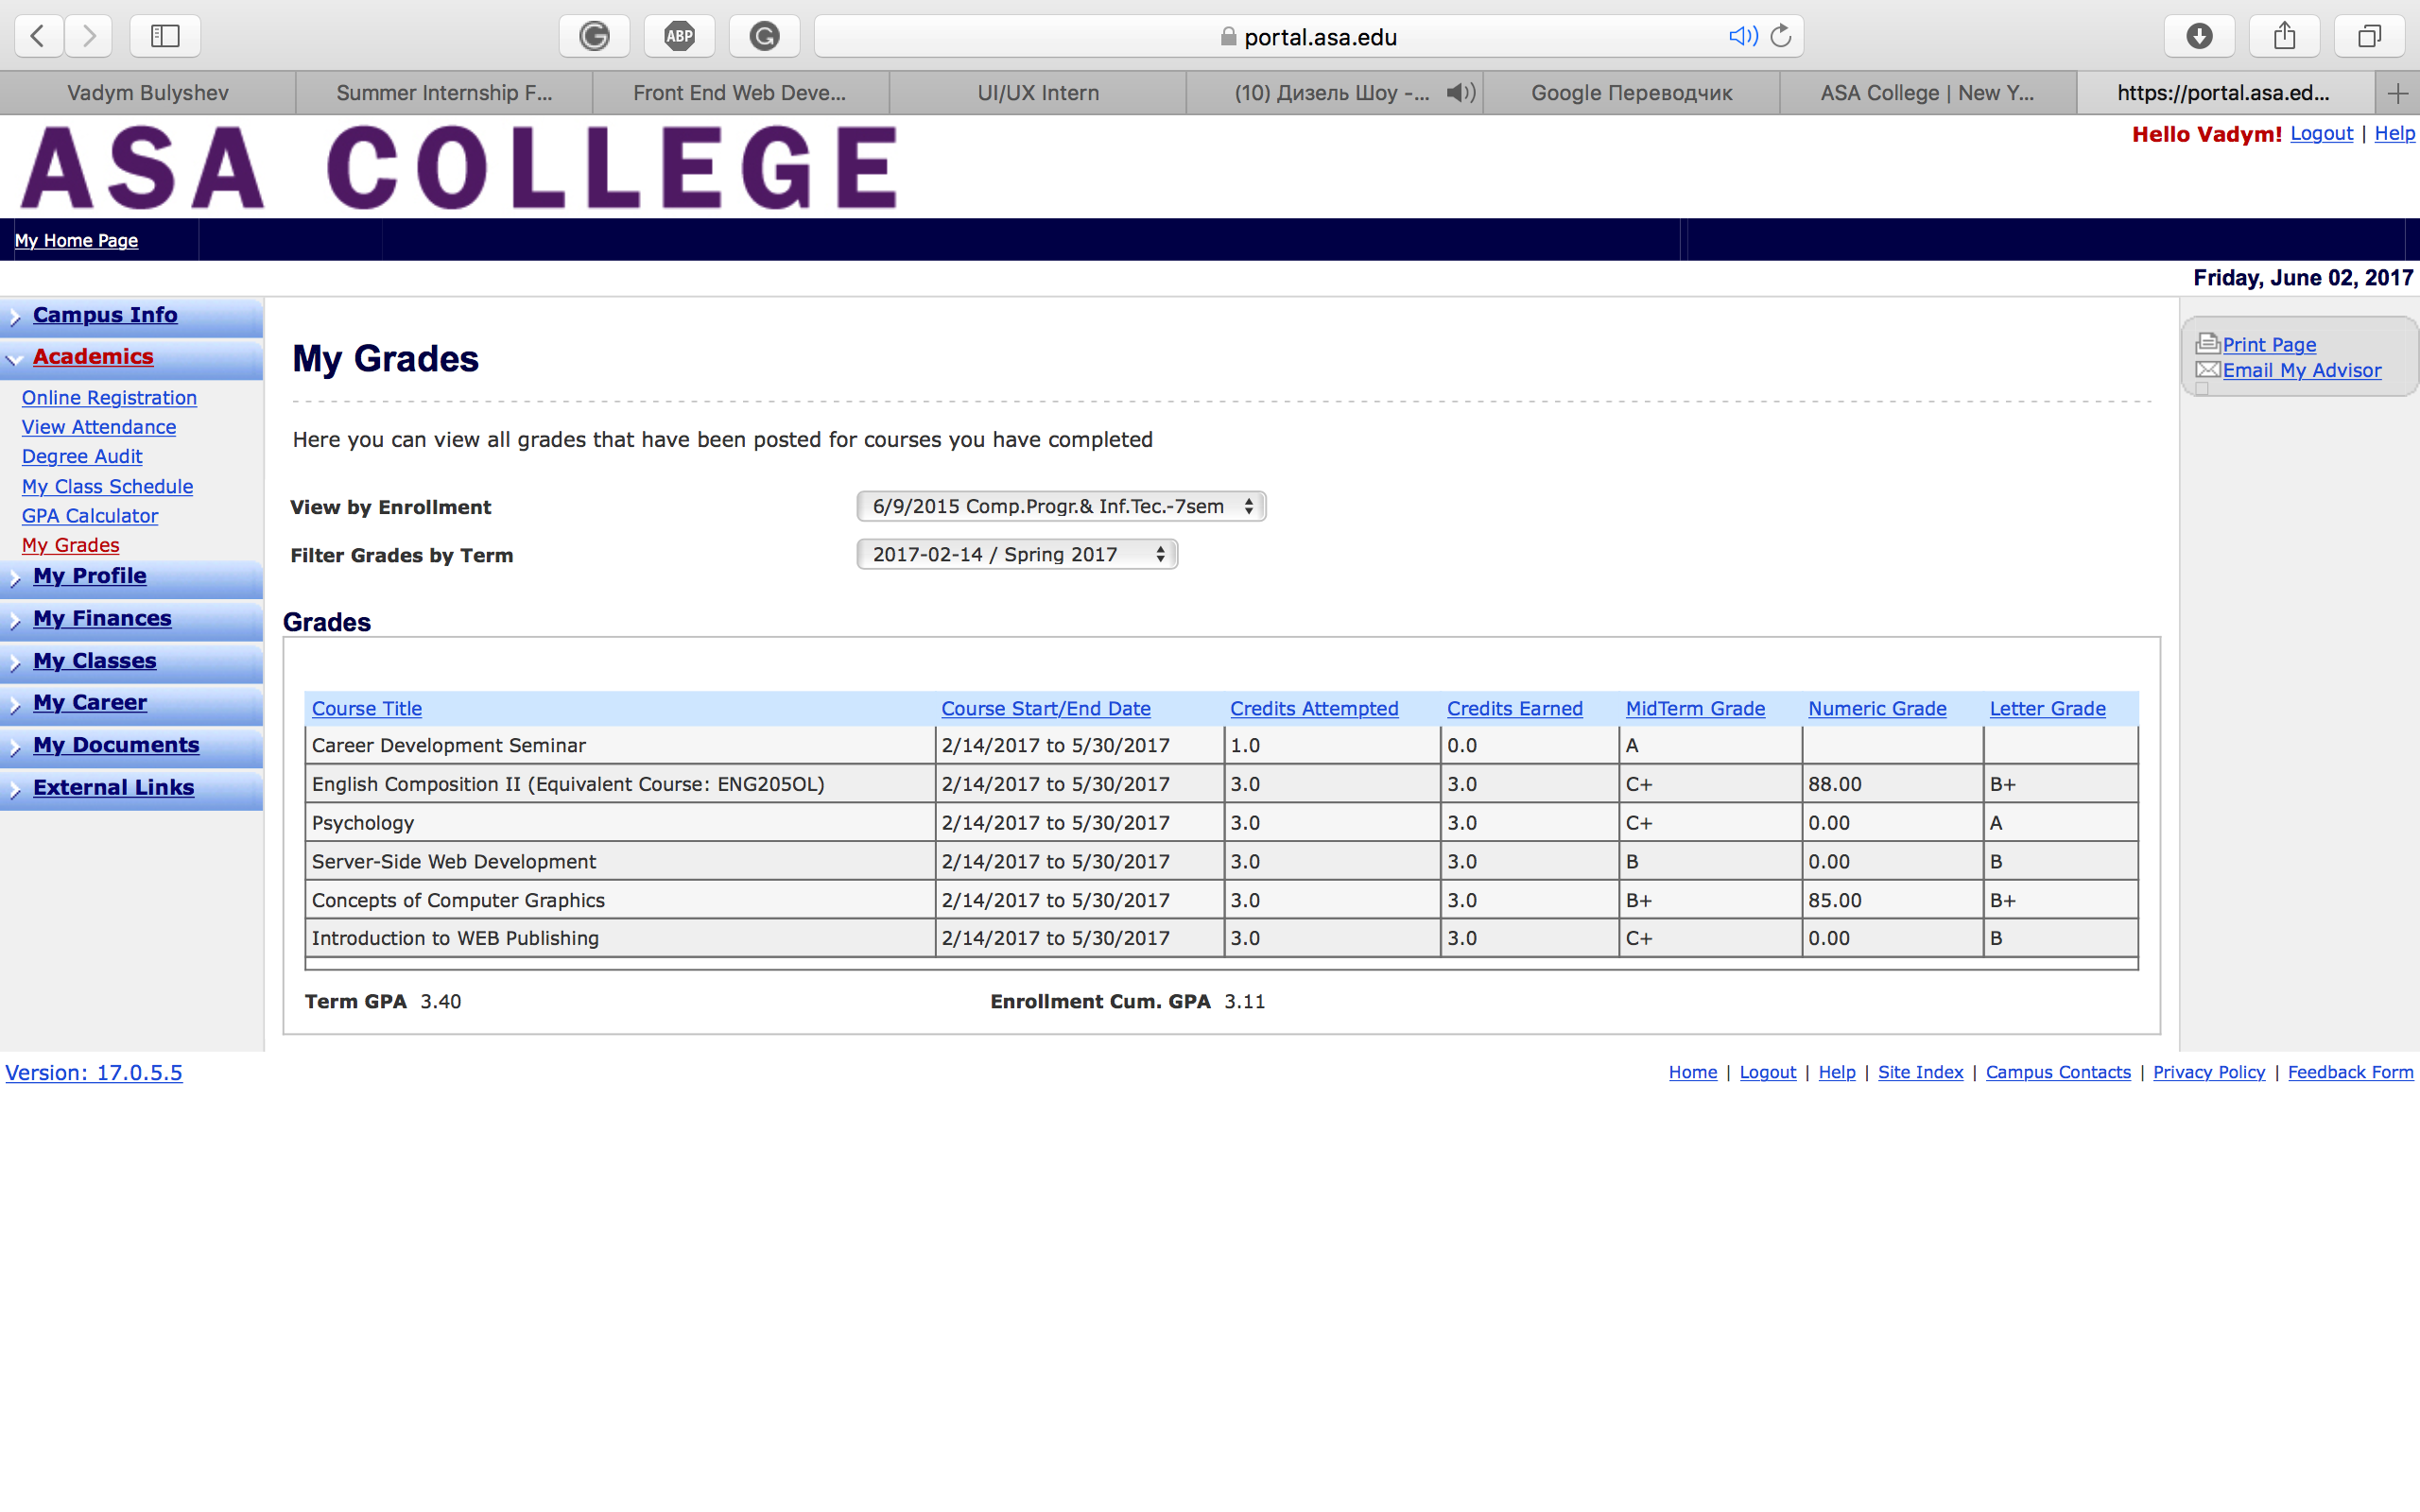 ABP
portal.asa.edu
Vadym Bulyshev
Summer Internship F...
Front End Web Deve...
UI/UX Intern
(10) Дизель Шоу -...
Google Переводчик
ASA College | New Y...
https://portal.asa.ed...
ASA COLLEGE
Hello Vadym! Logout | Help
My Home Page
Friday, June 02, 2017
Campus Info
Academics
Online Registration
View Attendance
Degree Audit
My Class Schedule
GPA Calculator
My Grades
My Profile
My Finances
My Classes
My Career
My Documents
External Links
My Grades
Here you can view all grades that have been posted for courses you have completed
View by Enrollment 6/9/2015 Comp.Progr.& Inf.Tec.-7sem
Filter Grades by Term 2017-02-14 / Spring 2017
Grades
Course Title Course Start/End Date Credits Attempted Credits Earned MidTerm Grade Numeric Grade Letter Grade
Career Development Seminar 2/14/2017 to 5/30/2017 1.0 0.0 A
English Composition II (Equivalent Course: ENG205OL) 2/14/2017 to 5/30/2017 3.0 3.0 C+ 88.00 B+
Psychology 2/14/2017 to 5/30/2017 3.0 3.0 C+ 0.00 A
Server-Side Web Development 2/14/2017 to 5/30/2017 3.0 3.0 B 0.00 B
Concepts of Computer Graphics 2/14/2017 to 5/30/2017 3.0 3.0 B+ 85.00 B+
Introduction to WEB Publishing 2/14/2017 to 5/30/2017 3.0 3.0 C+ 0.00 B
Term GPA 3.40 Enrollment Cum. GPA 3.11
Print Page
Email My Advisor
Version: 17.0.5.5
Home | Logout | Help | Site Index | Campus Contacts | Privacy Policy | Feedback Form